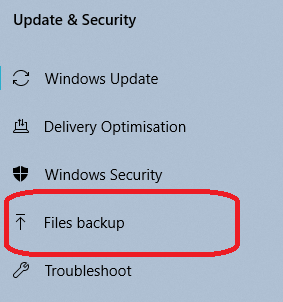 Update & Security
Windows Update
Delivery Optimisation
Windows Security
Files backup
Troubleshoot